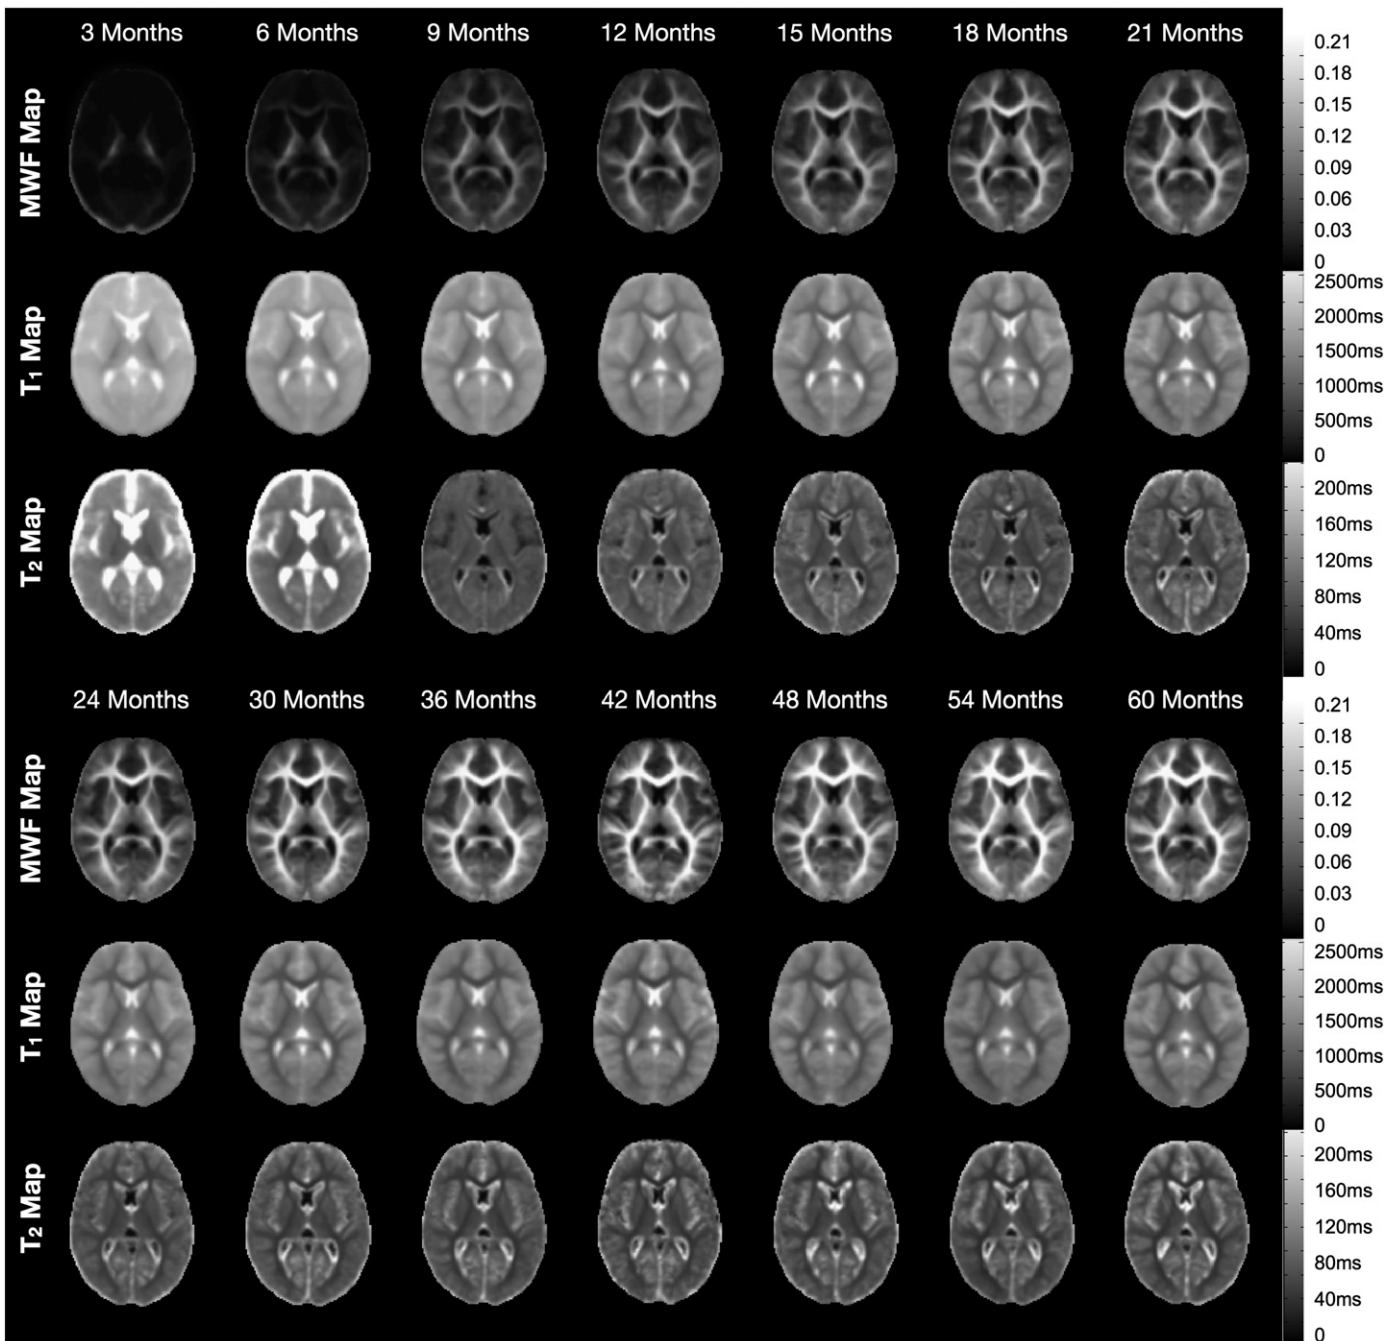 3 Months 6 Months 9 Months 12 Months 15 Months 18 Months 21 Months
MWF Map
0.21
0.18
0.15
0.12
0.09
0.06
0.03
0
T₁ Map
2500ms
2000ms
1500ms
1000ms
500ms
0
T₂ Map
200ms
160ms
120ms
80ms
40ms
0
24 Months 30 Months 36 Months 42 Months 48 Months 54 Months 60 Months
MWF Map
0.21
0.18
0.15
0.12
0.09
0.06
0.03
0
T₁ Map
2500ms
2000ms
1500ms
1000ms
500ms
0
T₂ Map
200ms
160ms
120ms
80ms
40ms
0